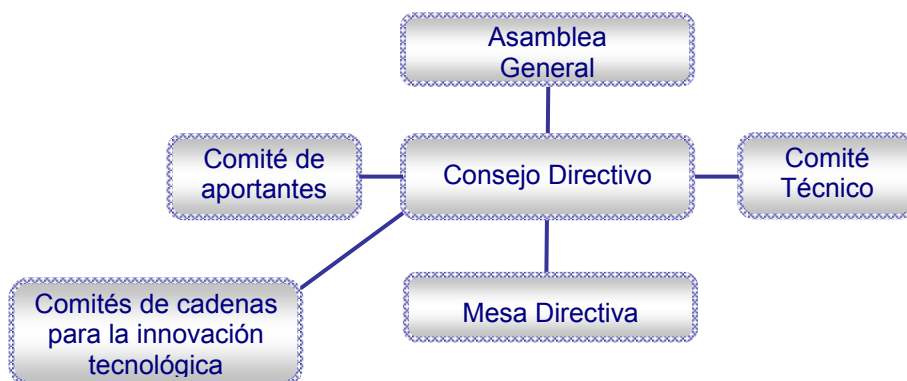 Asamblea
General
Comité de
aportantes
Consejo Directivo
Comité
Técnico
Comités de cadenas
para la innovación
tecnológica
Mesa Directiva